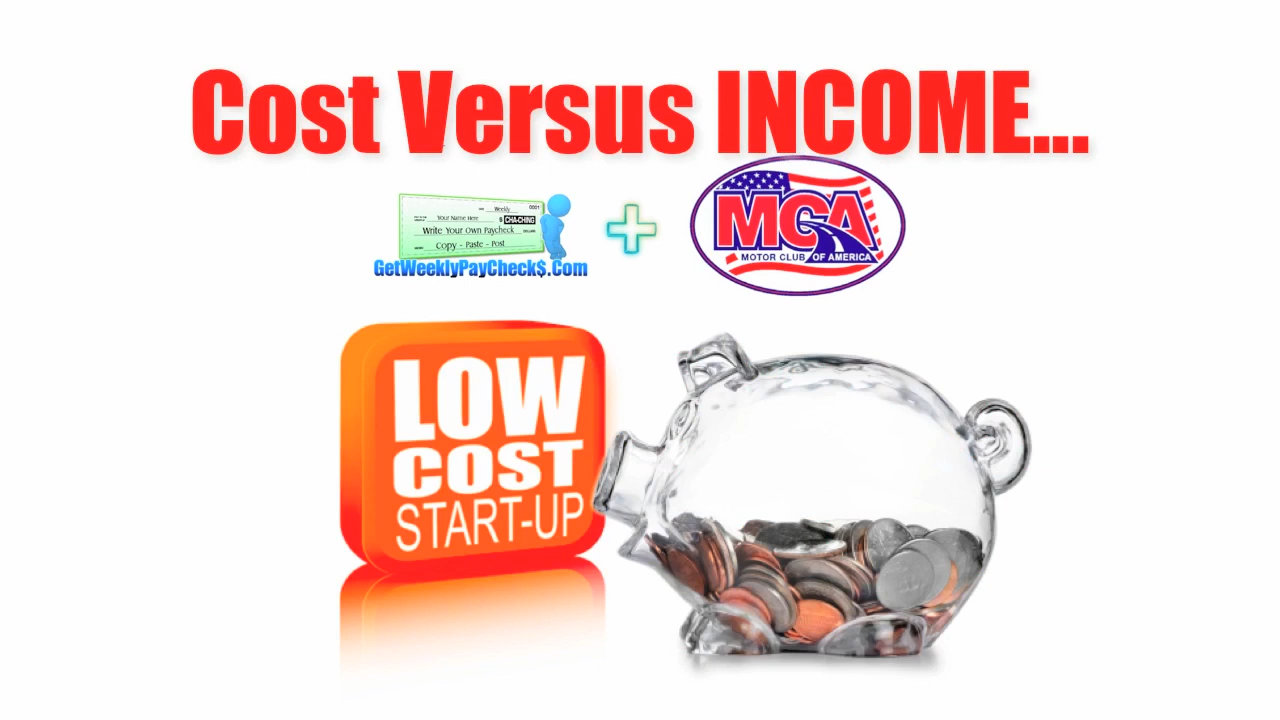 Cost Versus INCOME...
Weekly 0001
Your Name Here $ CHA-CHING
Write Your Own Paycheck
Copy - Paste - Post
GetWeeklyPayCheck$.Com
MCA
MOTOR CLUB OF AMERICA
LOW
COST
START-UP